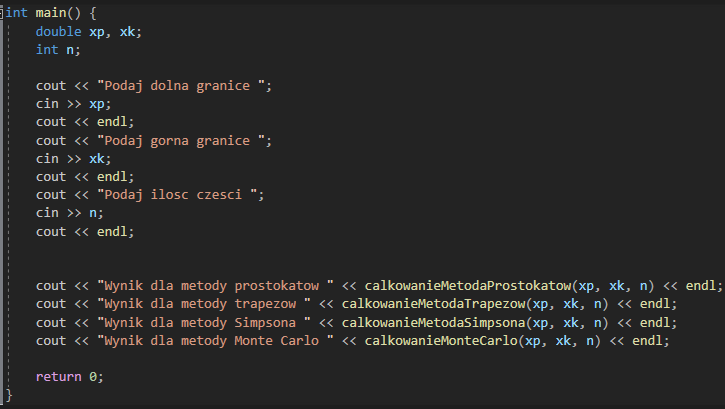 int main() {
double xp, xk;
int n;
cout << "Podaj dolna granice ";
cin >> xp;
cout << endl;
cout << "Podaj gorna granice ";
cin >> xk;
cout << endl;
cout << "Podaj ilosc czesci ";
cin >> n;
cout << endl;
cout << "Wynik dla metody prostokatow " << calkowanieMetodaProstokatow(xp, xk, n) << endl;
cout << "Wynik dla metody trapezow " << calkowanieMetodaTrapezow(xp, xk, n) << endl;
cout << "Wynik dla metody Simpsona " << calkowanieMetodaSimpsona(xp, xk, n) << endl;
cout << "Wynik dla metody Monte Carlo " << calkowanieMonteCarlo(xp, xk, n) << endl;
return 0;
}